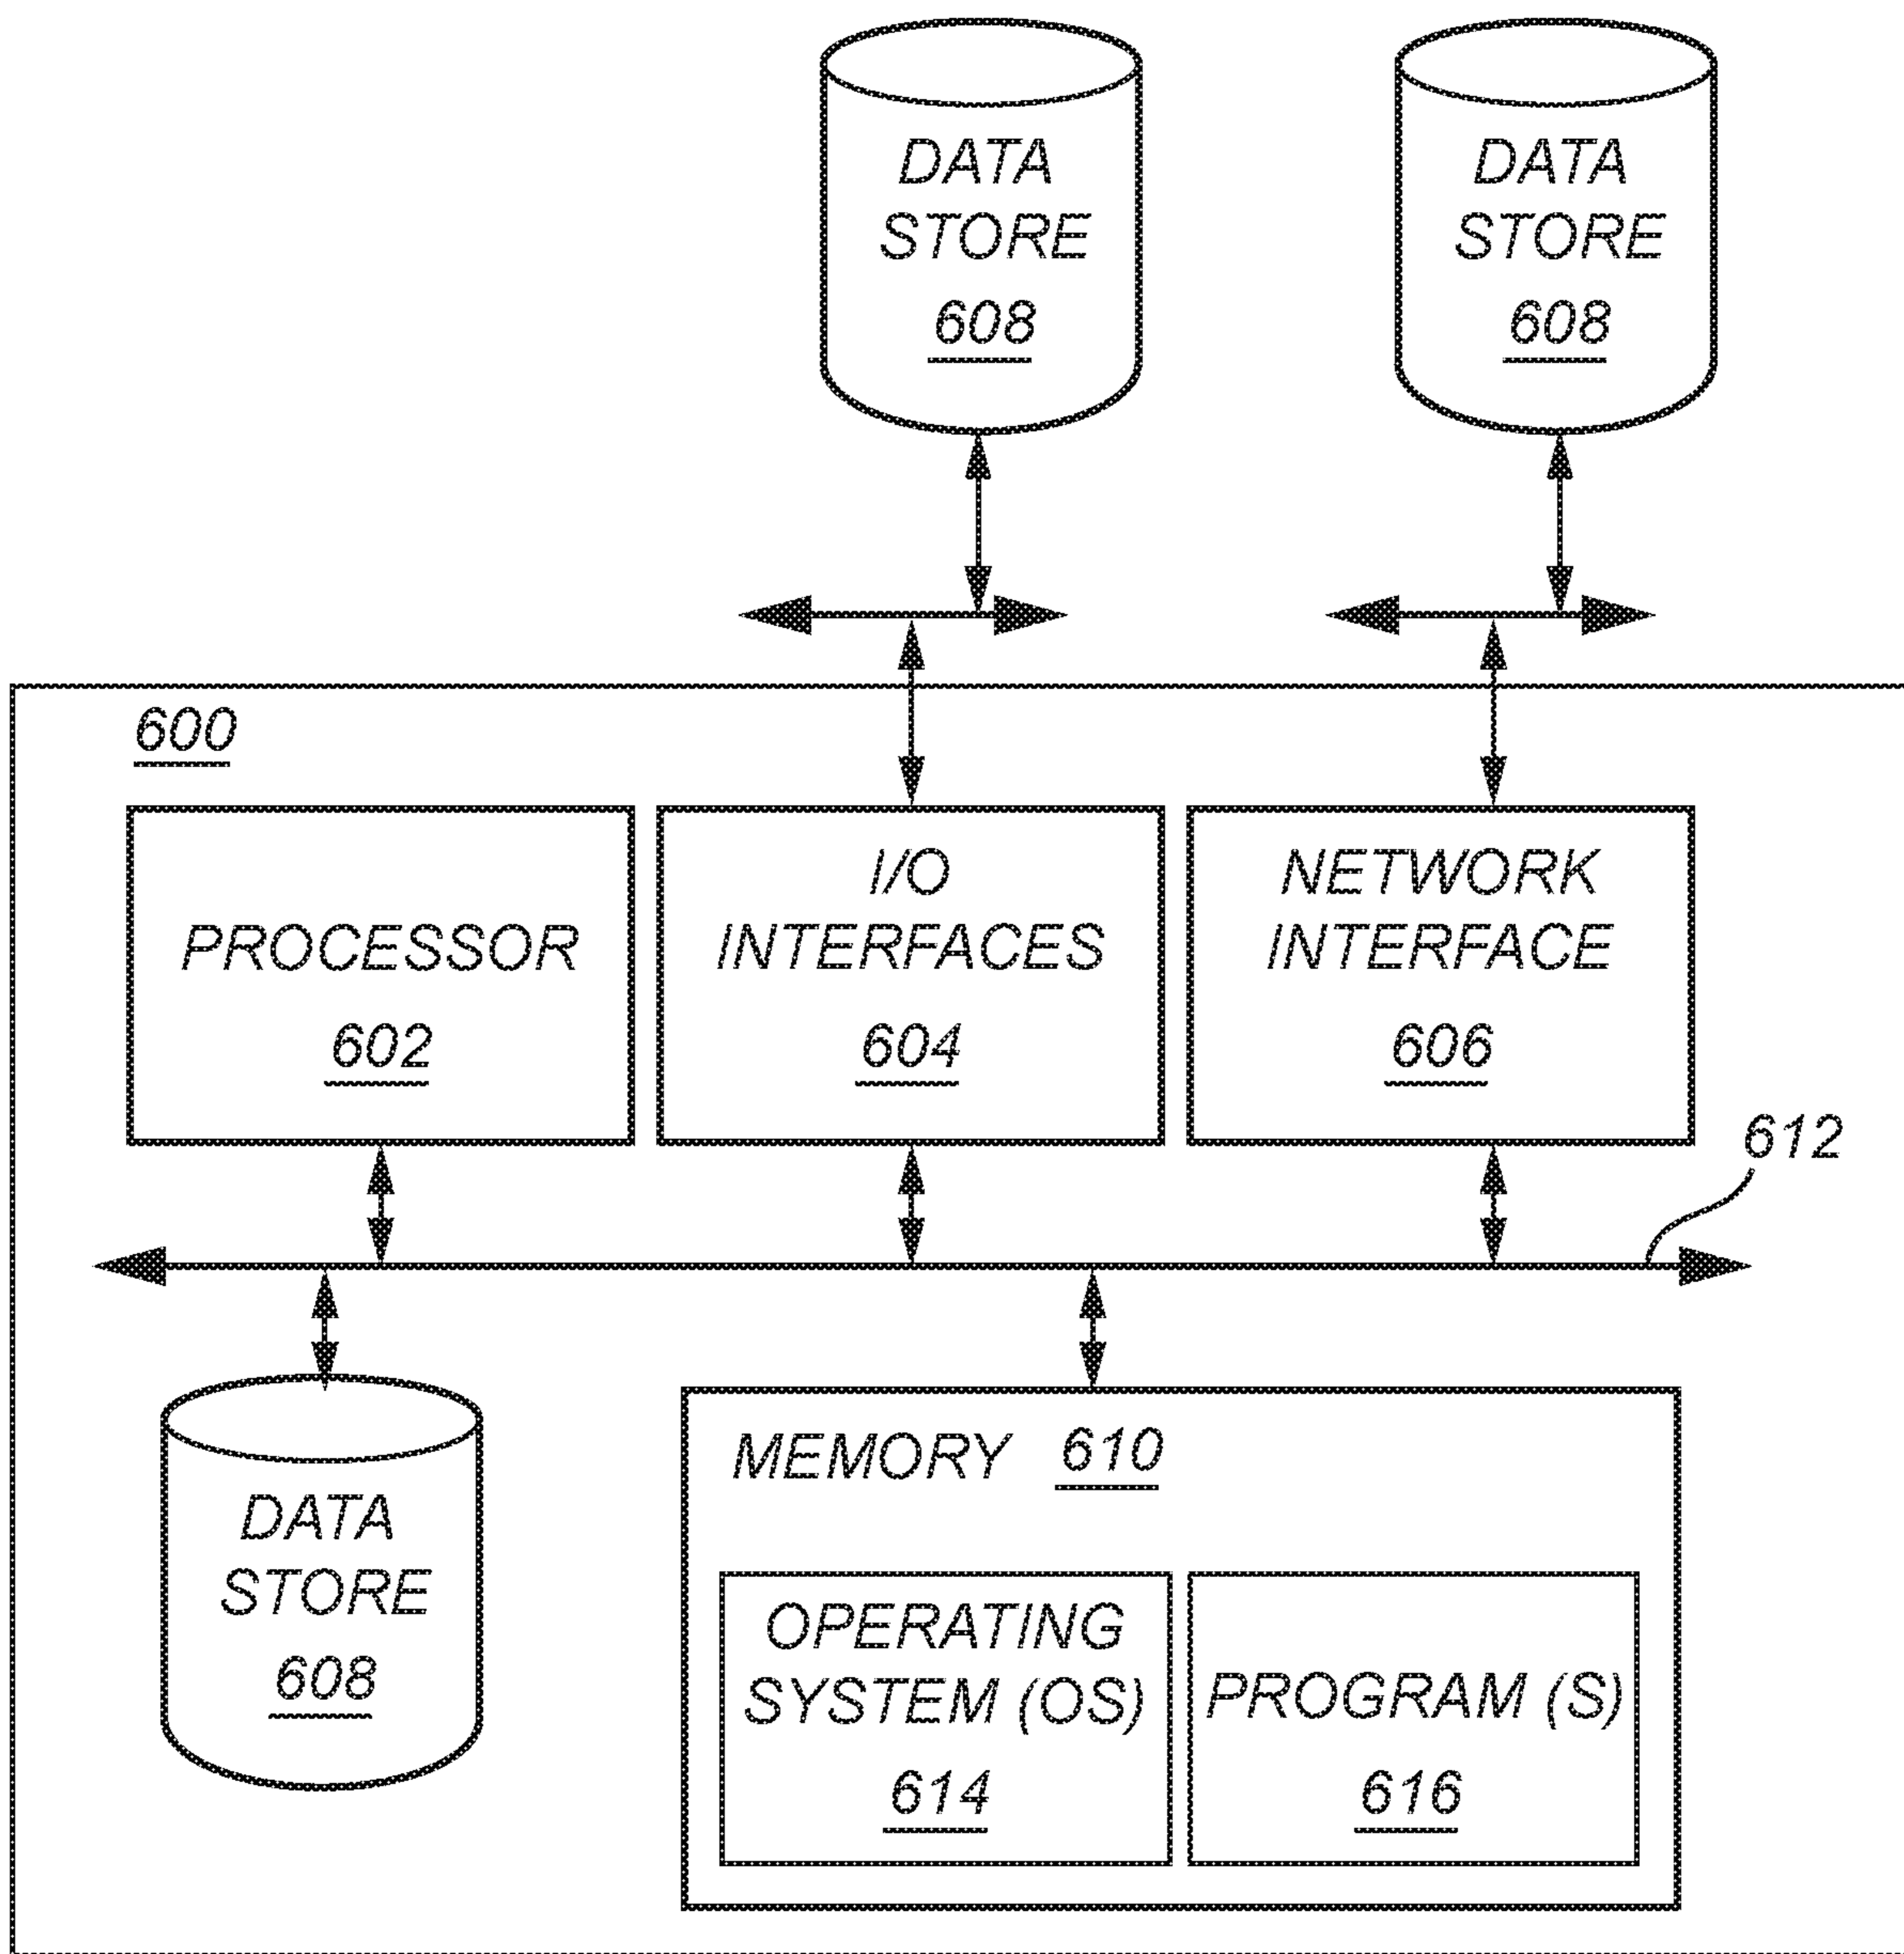 DATA
STORE
608
DATA
STORE
608
600
PROCESSOR
602
I/O
INTERFACES
604
NETWORK
INTERFACE
606
612
DATA
STORE
608
MEMORY 610
OPERATING
SYSTEM (OS)
614
PROGRAM (S)
616